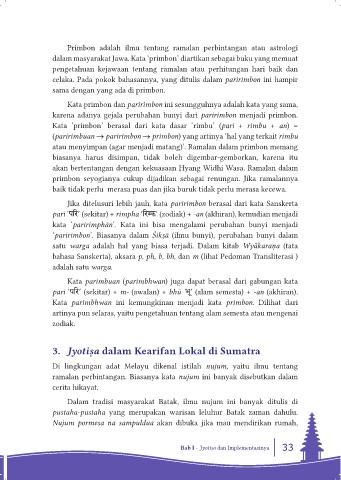 Primbon adalah ilmu tentang ramalan perbintangan atau astrologi
dalam masyarakat Jawa. Kata 'primbon' diartikan sebagai buku yang memuat
pengetahuan kejawaan tentang ramalan atau perhitungan hari baik dan
celaka. Pada pokok bahasannya, yang ditulis dalam paririmbon ini hampir
sama dengan yang ada di primbon.
Kata primbon dan paririmbon ini sesungguhnya adalah kata yang sama,
karena adanya gejala perubahan bunyi dari paririmbon menjadi primbon.
Kata 'primbon' berasal dari kata dasar 'rimbu' (pari + rimbu + an) =
(paririmbuan → paririmbon → primbon) yang artinya 'hal yang terkait rimbu
atau menyimpan (agar menjadi matang)'. Ramalan dalam primbon memang
biasanya harus disimpan, tidak boleh digembar-gemborkan, karena itu
akan bertentangan dengan kekuasaan Hyang Widhi Wasa. Ramalan dalam
primbon seyogianya cukup dijadikan sebagai renungan. Jika ramalannya
baik tidak perlu merasa puas dan jika buruk tidak perlu merasa kecewa.
Jika ditelusuri lebih jauh, kata paririmbon berasal dari kata Sanskerta
pari 'परि' (sekitar) + rimpha 'रिम्फ' (zodiak) + -an (akhiran), kemudian menjadi
kata 'paririmphān'. Kata ini bisa mengalami perubahan bunyi menjadi
'paririmbon'. Biasanya dalam Śikṣā (ilmu bunyi), perubahan bunyi dalam
satu warga adalah hal yang biasa terjadi. Dalam kitab Wyākaraṇa (tata
bahasa Sanskerta), aksara p, ph, b, bh, dan m (lihat Pedoman Transliterasi )
adalah satu warga.
Kata parimbuan (parimbhwan) juga dapat berasal dari gabungan kata
pari 'परि' (sekitar) + m- (awalan) + bhū 'भू' (alam semesta) + -an (akhiran).
Kata parimbhwan ini kemungkinan menjadi kata primbon. Dilihat dari
artinya pun selaras, yaitu pengetahuan tentang alam semesta atau mengenai
zodiak.
3. Jyotiṣa dalam Kearifan Lokal di Sumatra
Di lingkungan adat Melayu dikenal istilah nujum, yaitu ilmu tentang
ramalan perbintangan. Biasanya kata nujum ini banyak disebutkan dalam
cerita hikayat.
Dalam tradisi masyarakat Batak, ilmu nujum ini banyak ditulis di
pustaha-pustaha yang merupakan warisan leluhur Batak zaman dahulu.
Nujum pormesa na sampuldua akan dibuka jika mau mendirikan rumah,
Bab I - Jyotiṣa dan Implementasinya 33